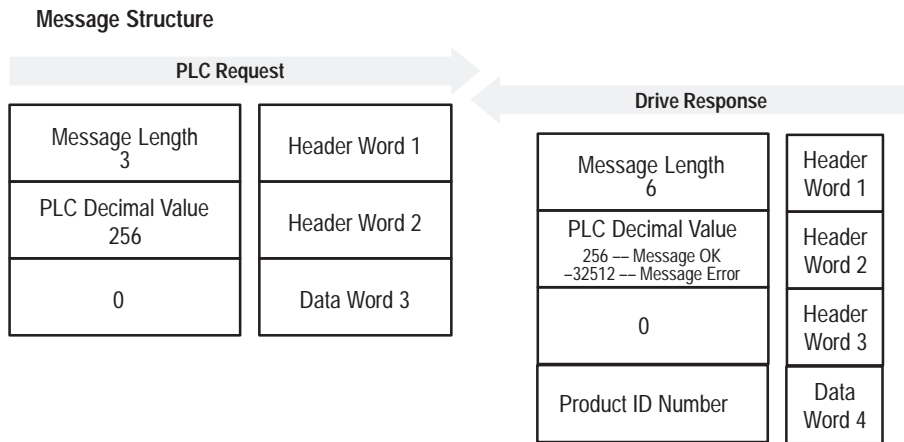 Message Structure
PLC Request
Message Length
3
Header Word 1
PLC Decimal Value
256
Header Word 2
0
Data Word 3
Drive Response
Message Length
6
Header
Word 1
PLC Decimal Value
256 –– Message OK
–32512 –– Message Error
Header
Word 2
0
Header
Word 3
Product ID Number
Data
Word 4